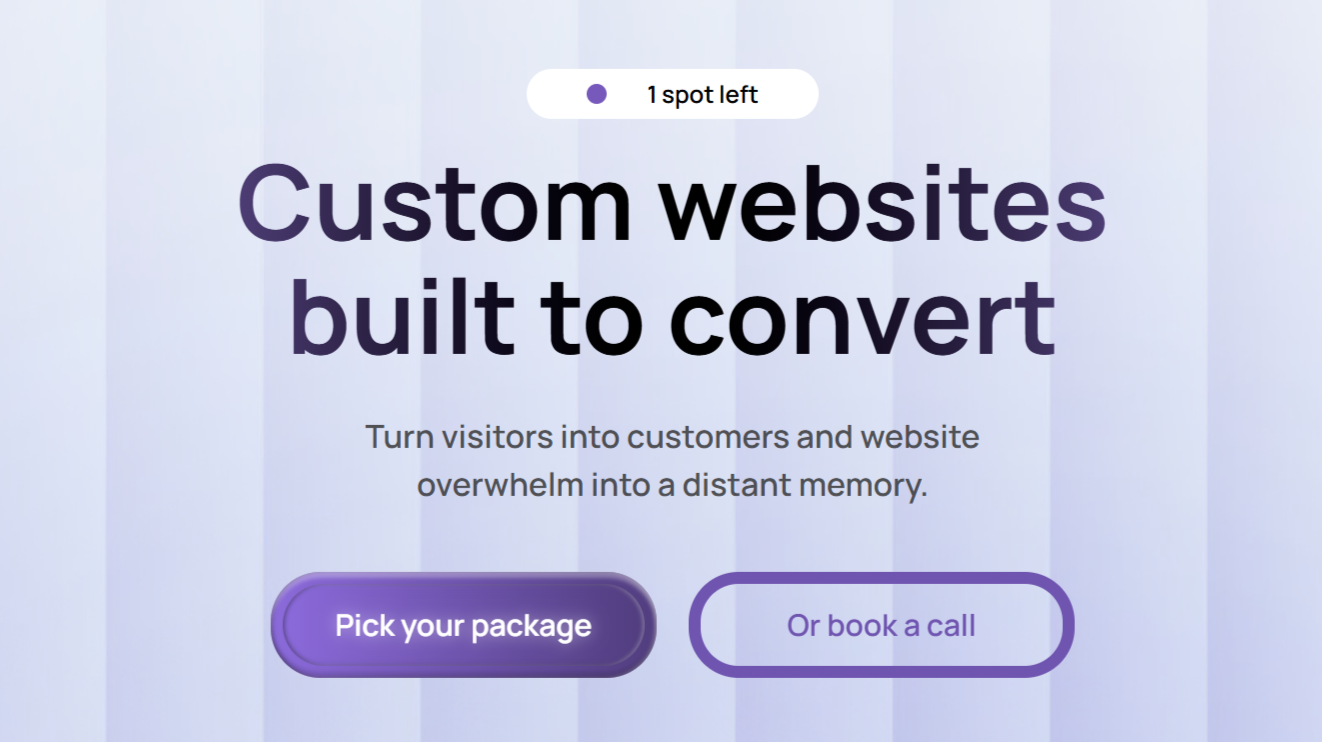 1 spot left
Custom websites
built to convert
Turn visitors into customers and website
overwhelm into a distant memory.
Pick your package
Or book a call